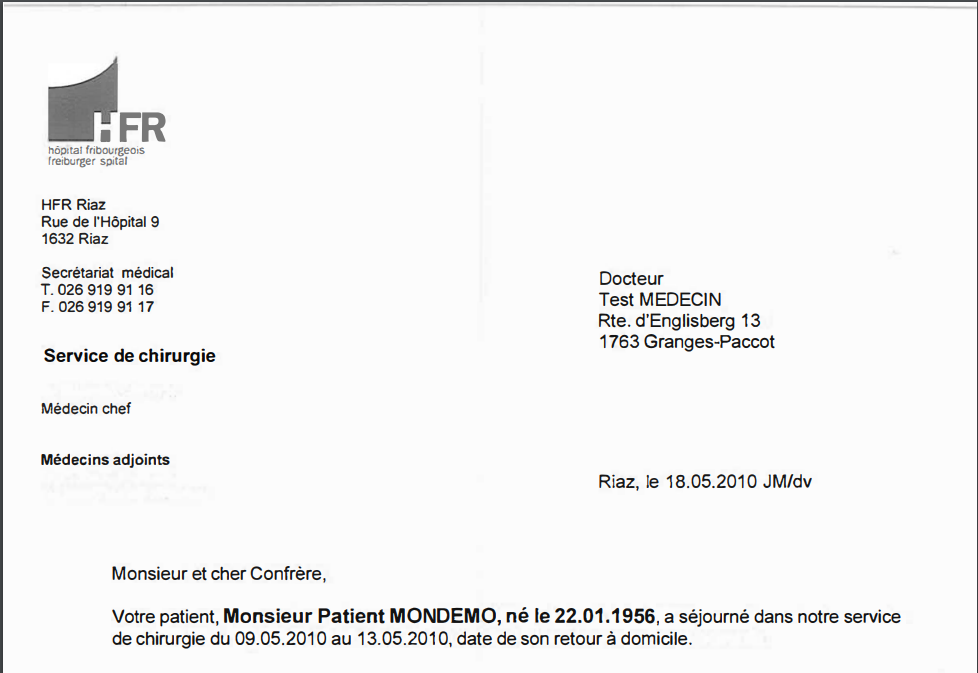 HFR
hôpital fribourgeois
freiburger spital
HFR Riaz
Rue de l'Hôpital 9
1632 Riaz
Secrétariat médical
T. 026 919 91 16
F. 026 919 91 17
Docteur
Test MEDECIN
Rte. d'Englisberg 13
1763 Granges-Paccot
Service de chirurgie
Médecin chef
Médecins adjoints
Riaz, le 18.05.2010 JM/dv
Monsieur et cher Confrère,
Votre patient, Monsieur Patient MONDEMO, né le 22.01.1956, a séjourné dans notre service
de chirurgie du 09.05.2010 au 13.05.2010, date de son retour à domicile.